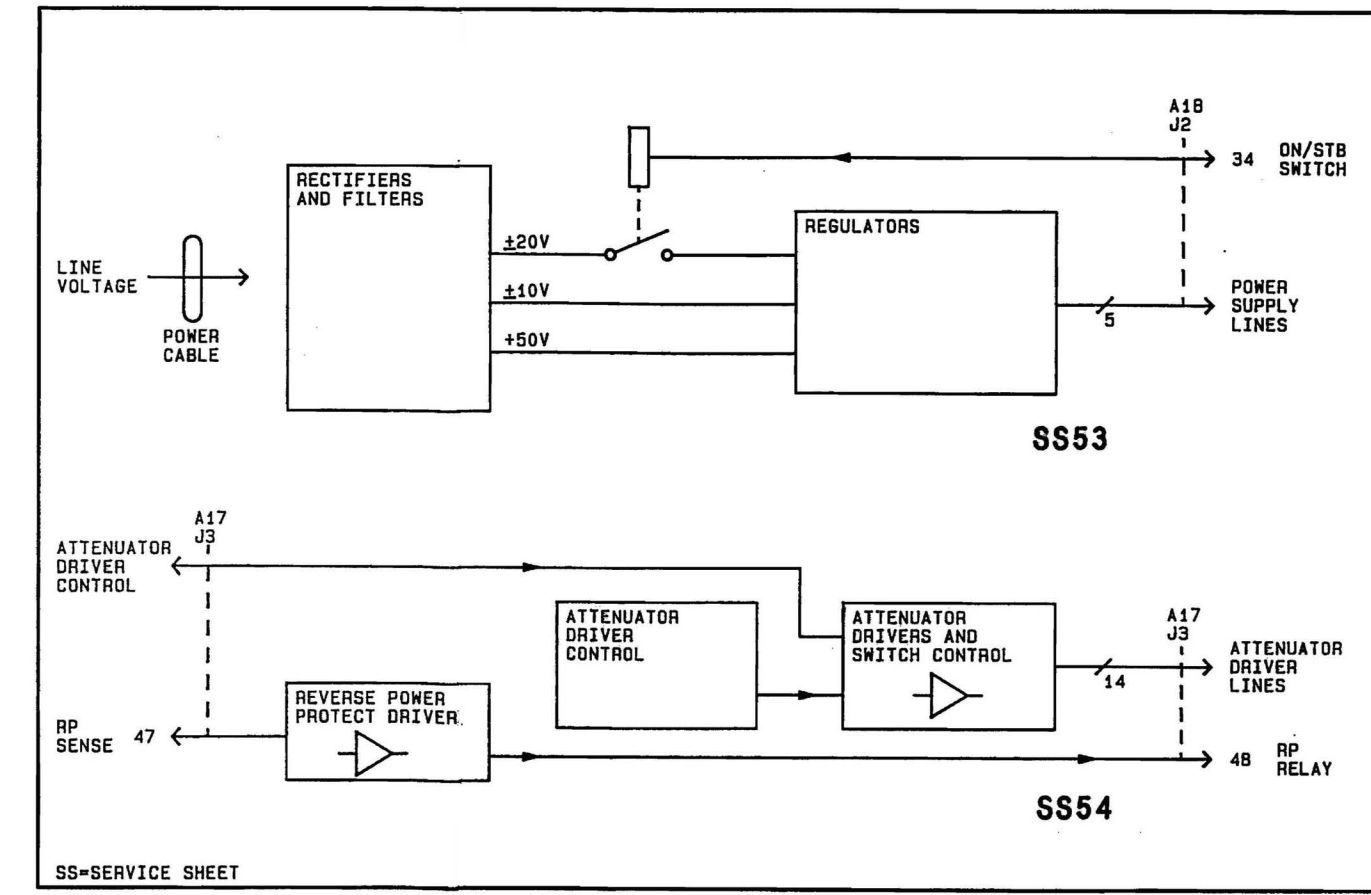 A18
J2
34 ON/STB
SWITCH
RECTIFIERS
AND FILTERS
REGULATORS
±20V
±10V
+50V
LINE
VOLTAGE
POWER
CABLE
5
POWER
SUPPLY
LINES
SS53
A17
J3
ATTENUATOR
DRIVER
CONTROL
ATTENUATOR
DRIVER
CONTROL
ATTENUATOR
DRIVERS AND
SWITCH CONTROL
A17
J3
14
ATTENUATOR
DRIVER
LINES
REVERSE POWER
PROTECT DRIVER
RP
SENSE 47
48 RP
RELAY
SS54
SS=SERVICE SHEET